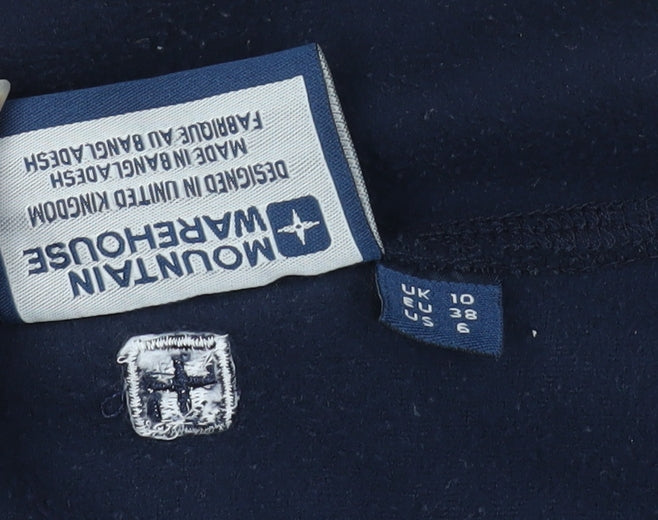 MOUNTAIN
WAREHOUSE
DESIGNED IN UNITED KINGDOM
MADE IN BANGLADESH
FABRIQUE AU BANGLADESH
UK 10
EU 38
US 6